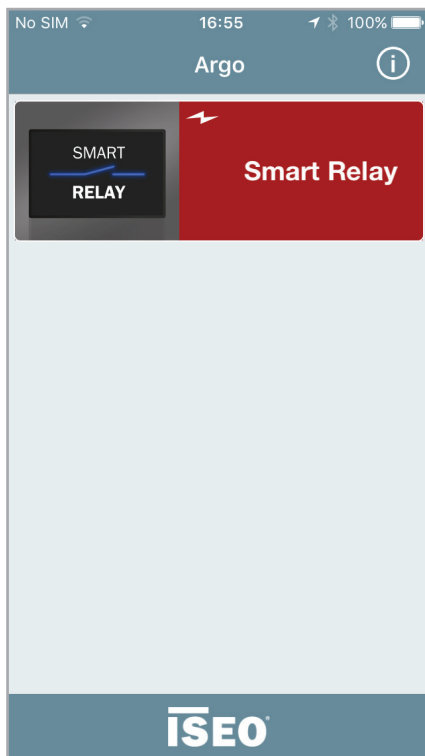 No SIM 16:55 100%
Argo
SMART
RELAY
Smart Relay
ISEO